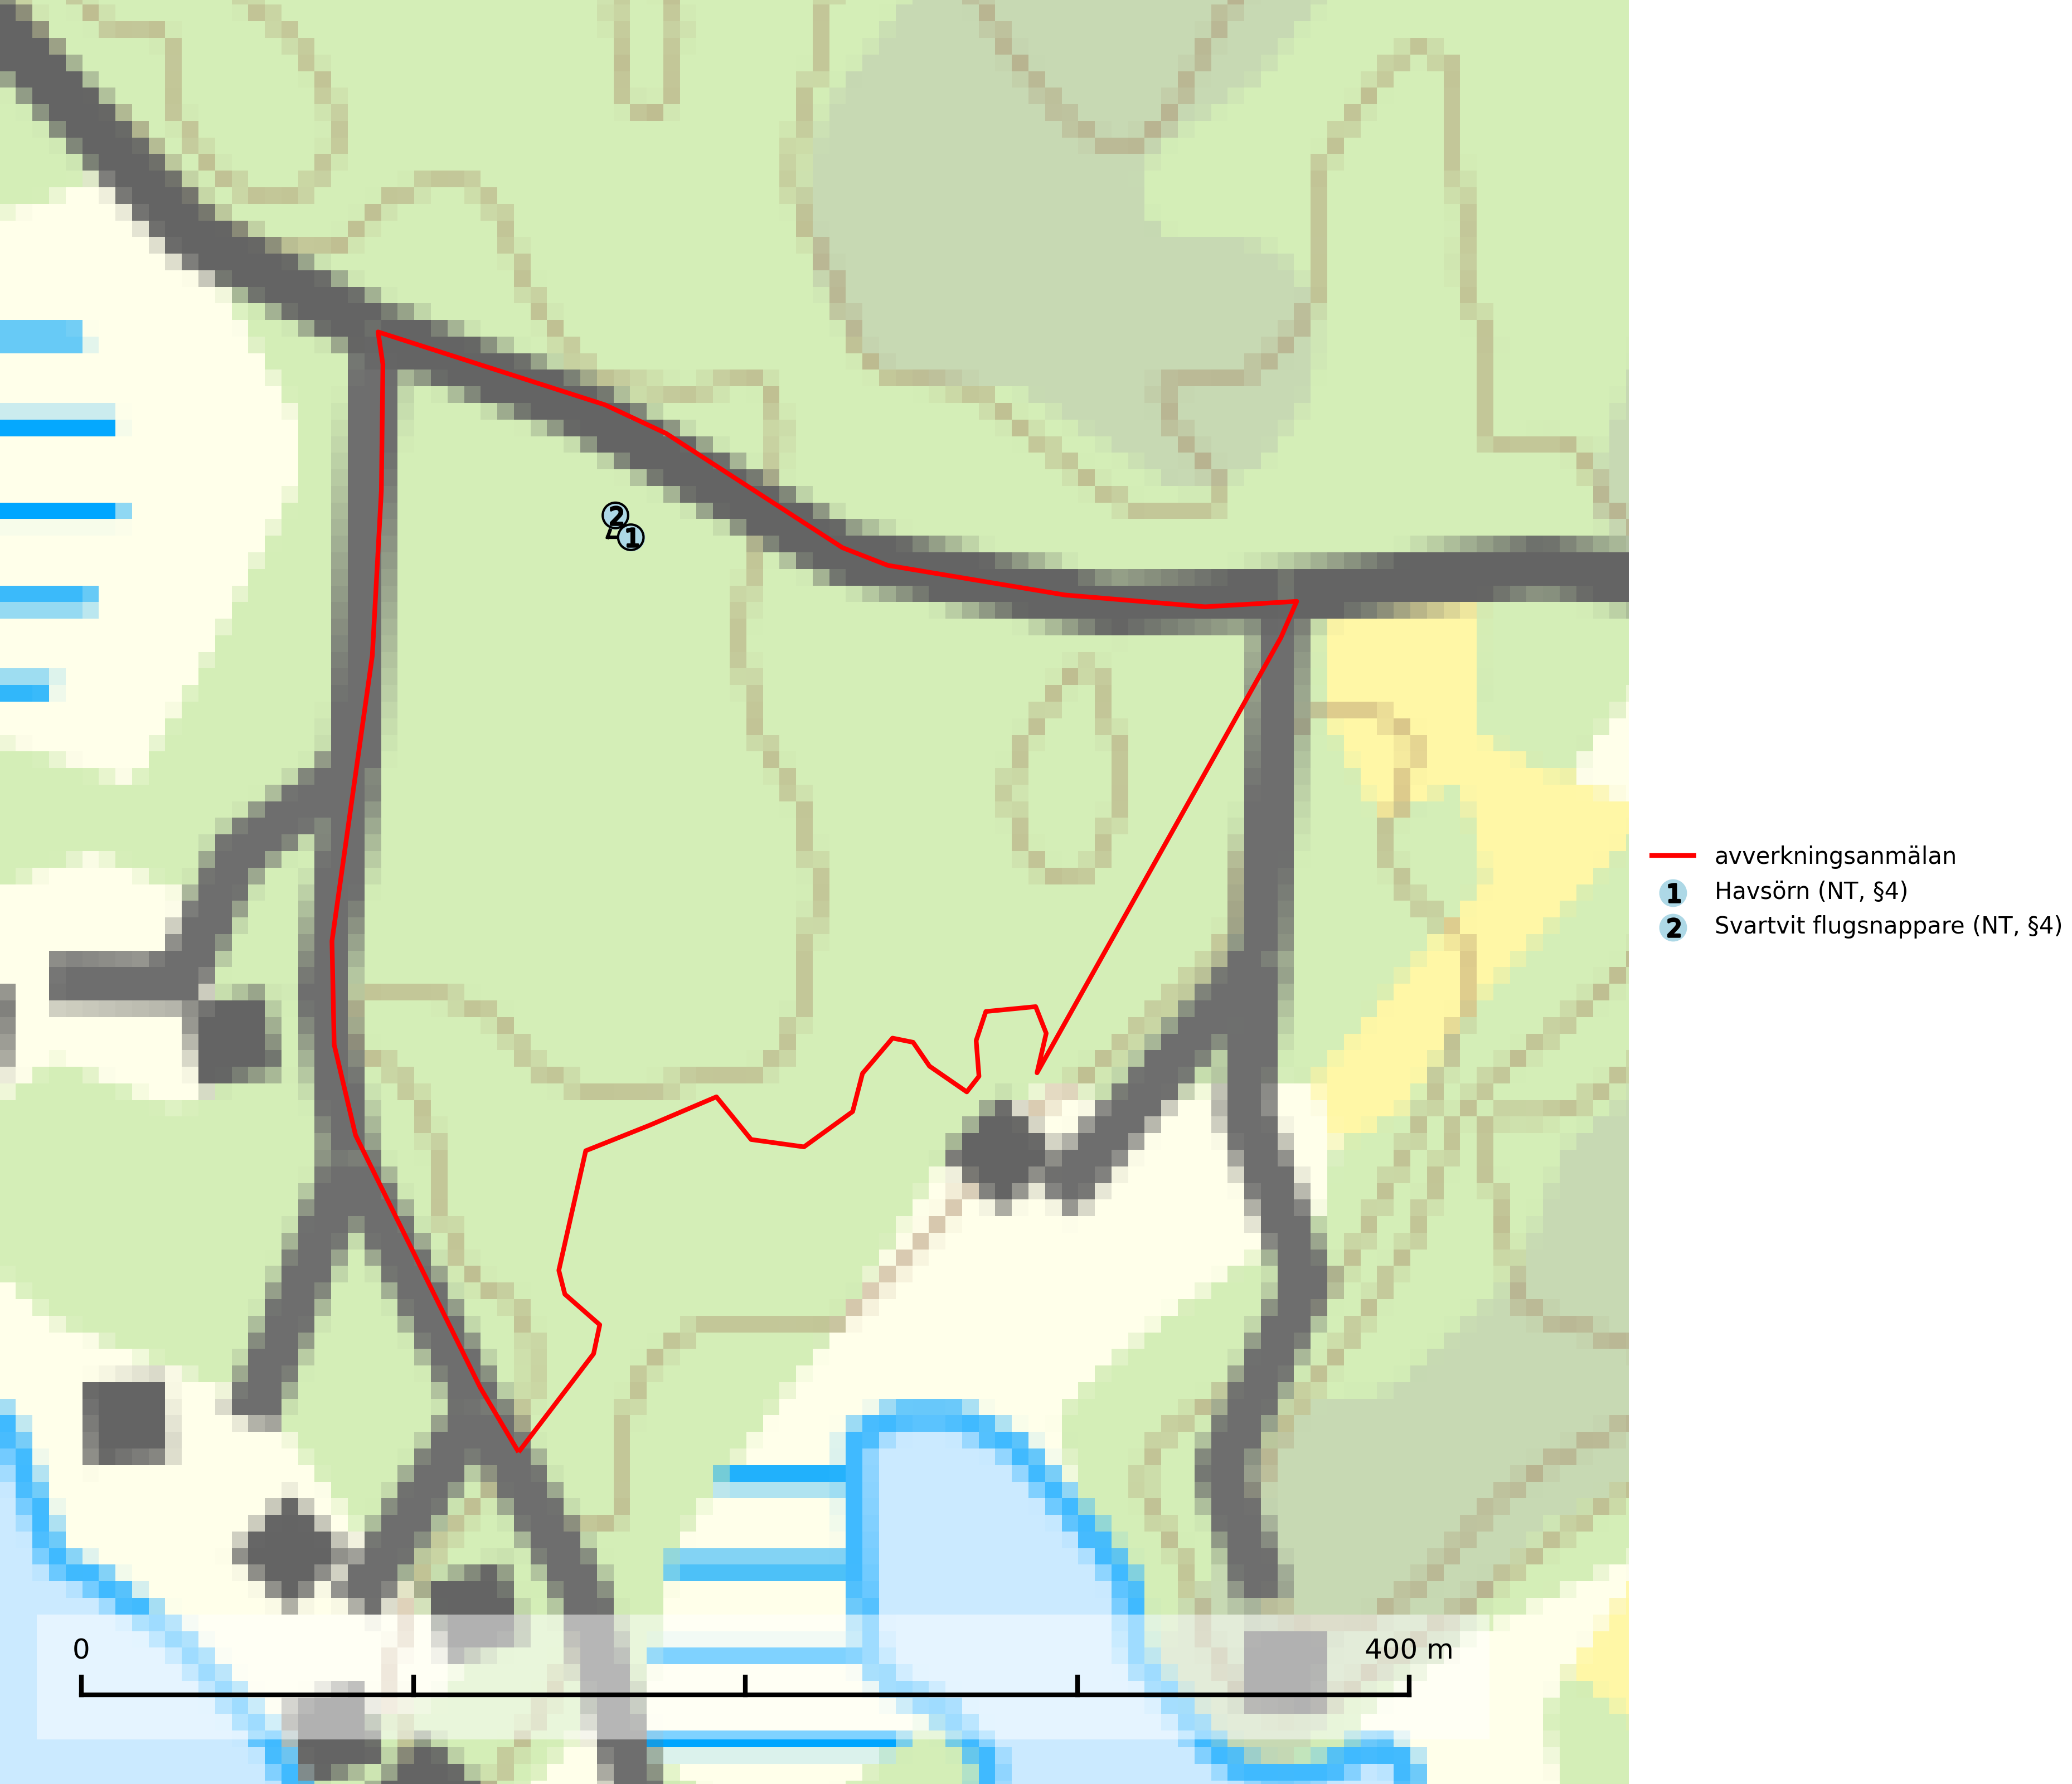 2
1
avverkningsanmälan
1 Havsörn (NT, §4)
2 Svartvit flugsnappare (NT, §4)
0 400 m